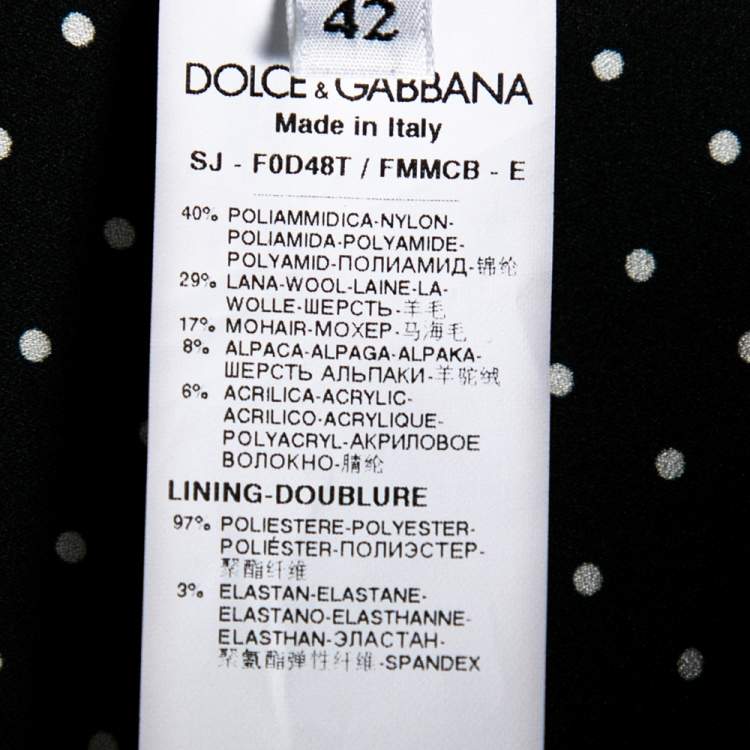 42
DOLCE & GABBANA
Made in Italy
SJ - F0D48T / FMMCB - E
40% POLIAMMIDICA-NYLON-
POLIAMIDA-POLYAMIDE-
POLYAMID-ПОЛИАМИД-锦纶
29% LANA-WOOL-LAINE-LA-
WOLLE-ШЕРСТЬ-羊毛
17% MOHAIR-МОХЕР-马海毛
8% ALPACA-ALPAGA-ALPAKA-
ШЕРСТЬ АЛЬПАКИ-羊驼绒
6% ACRILICA-ACRYLIC-
ACRILICO-ACRYLIQUE-
POLYACRYL-АКРИЛОВОЕ
ВОЛОКНО-腈纶
LINING-DOUBLURE
97% POLIESTERE-POLYESTER-
POLIÉSTER-ПОЛИЭСТЕР-
聚酯纤维
3% ELASTAN-ELASTANE-
ELASTANO-ELASTHANNE-
ELASTHAN-ЭЛАСТАН-
聚氨酯弹性纤维-SPANDEX